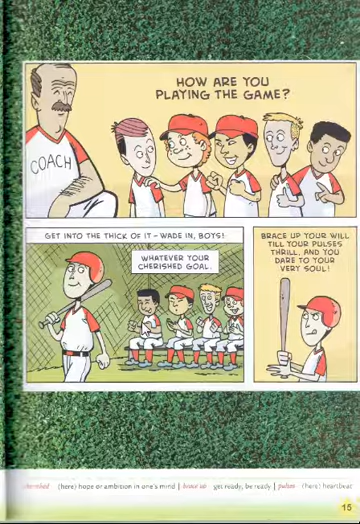 HOW ARE YOU
PLAYING THE GAME?
COACH
GET INTO THE THICK OF IT – WADE IN, BOYS!
WHATEVER YOUR
CHERISHED GOAL.
BRACE UP YOUR WILL
TILL YOUR PULSES
THRILL, AND YOU
DARE TO YOUR
VERY SOUL!
cherished (here) hope or ambition in one's mind | brace up get ready, be ready | pulses (here) heartbeat
15